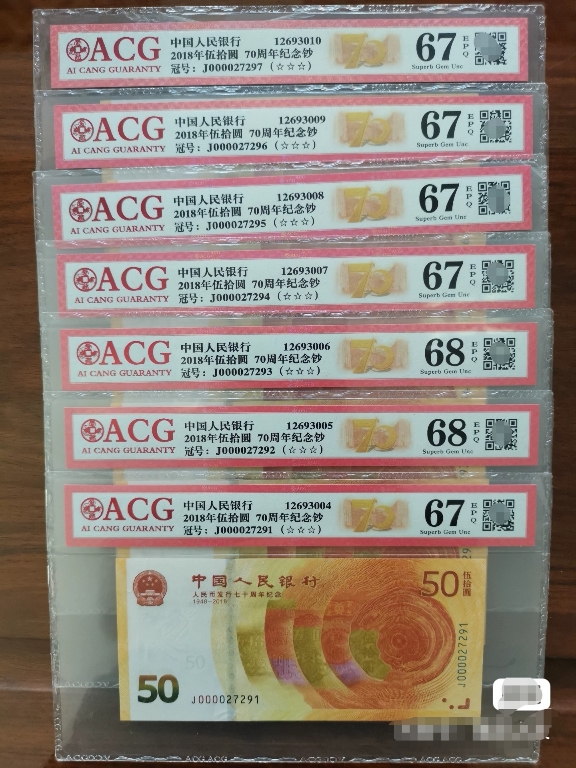 ACG
AI CANG GUARANTY
中国人民银行 12693010
2018年伍拾圆 70周年纪念钞
冠号：J000027297（☆☆☆）
70
67
EPQ
Superb Gem Unc
ACG
AI CANG GUARANTY
中国人民银行 12693009
2018年伍拾圆 70周年纪念钞
冠号：J000027296（☆☆☆）
70
67
EPQ
Superb Gem Unc
ACG
AI CANG GUARANTY
中国人民银行 12693008
2018年伍拾圆 70周年纪念钞
冠号：J000027295（☆☆☆）
70
67
EPQ
Superb Gem Unc
ACG
AI CANG GUARANTY
中国人民银行 12693007
2018年伍拾圆 70周年纪念钞
冠号：J000027294（☆☆☆）
70
67
EPQ
Superb Gem Unc
ACG
AI CANG GUARANTY
中国人民银行 12693006
2018年伍拾圆 70周年纪念钞
冠号：J000027293（☆☆☆）
70
68
EPQ
Superb Gem Unc
ACG
AI CANG GUARANTY
中国人民银行 12693005
2018年伍拾圆 70周年纪念钞
冠号：J000027292（☆☆☆）
70
68
EPQ
Superb Gem Unc
ACG
AI CANG GUARANTY
中国人民银行 12693004
2018年伍拾圆 70周年纪念钞
冠号：J000027291（☆☆☆）
70
67
EPQ
Superb Gem Unc
中国人民银行
人民币发行七十周年纪念
1948-2018
50
伍拾圆
50
50
J000027291
J000027291